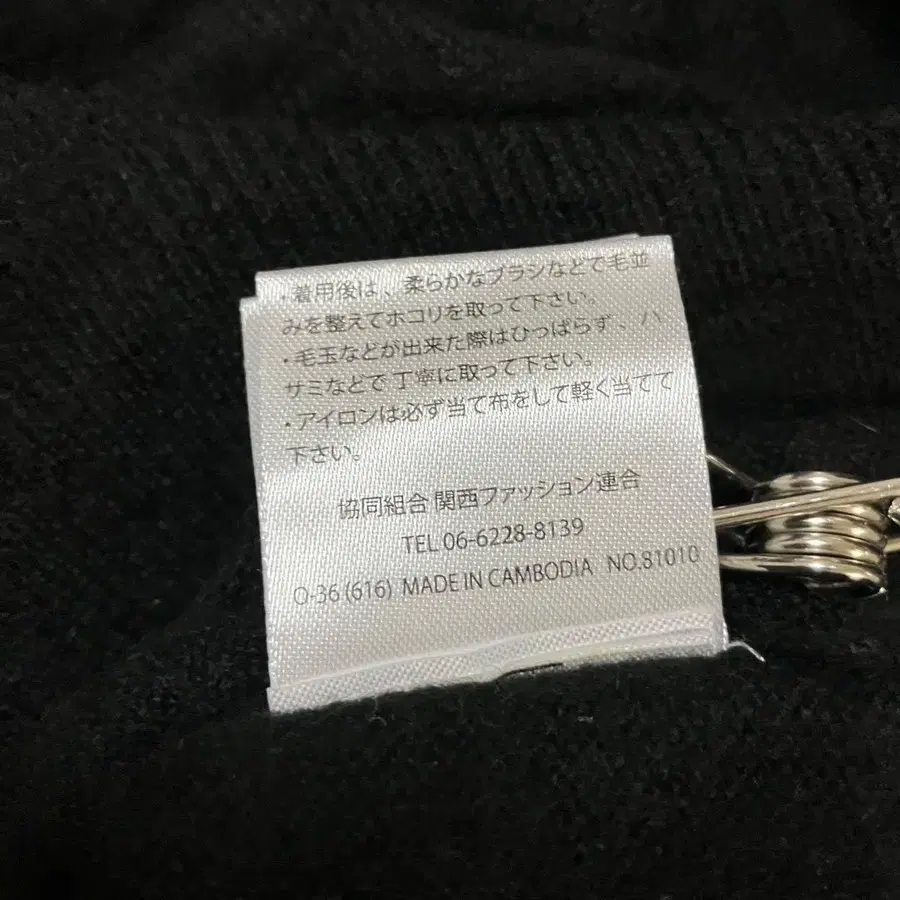 ・着用後は、柔らかなブラシなどで毛並
みを整えてホコリを取って下さい。
・毛玉などが出来た際はひっぱらず、ハ
サミなどで丁寧に取って下さい。
・アイロンは必ず当て布をして軽く当てて
下さい。
協同組合 関西ファッション連合
TEL 06-6228-8139
O-36 (616) MADE IN CAMBODIA NO.81010